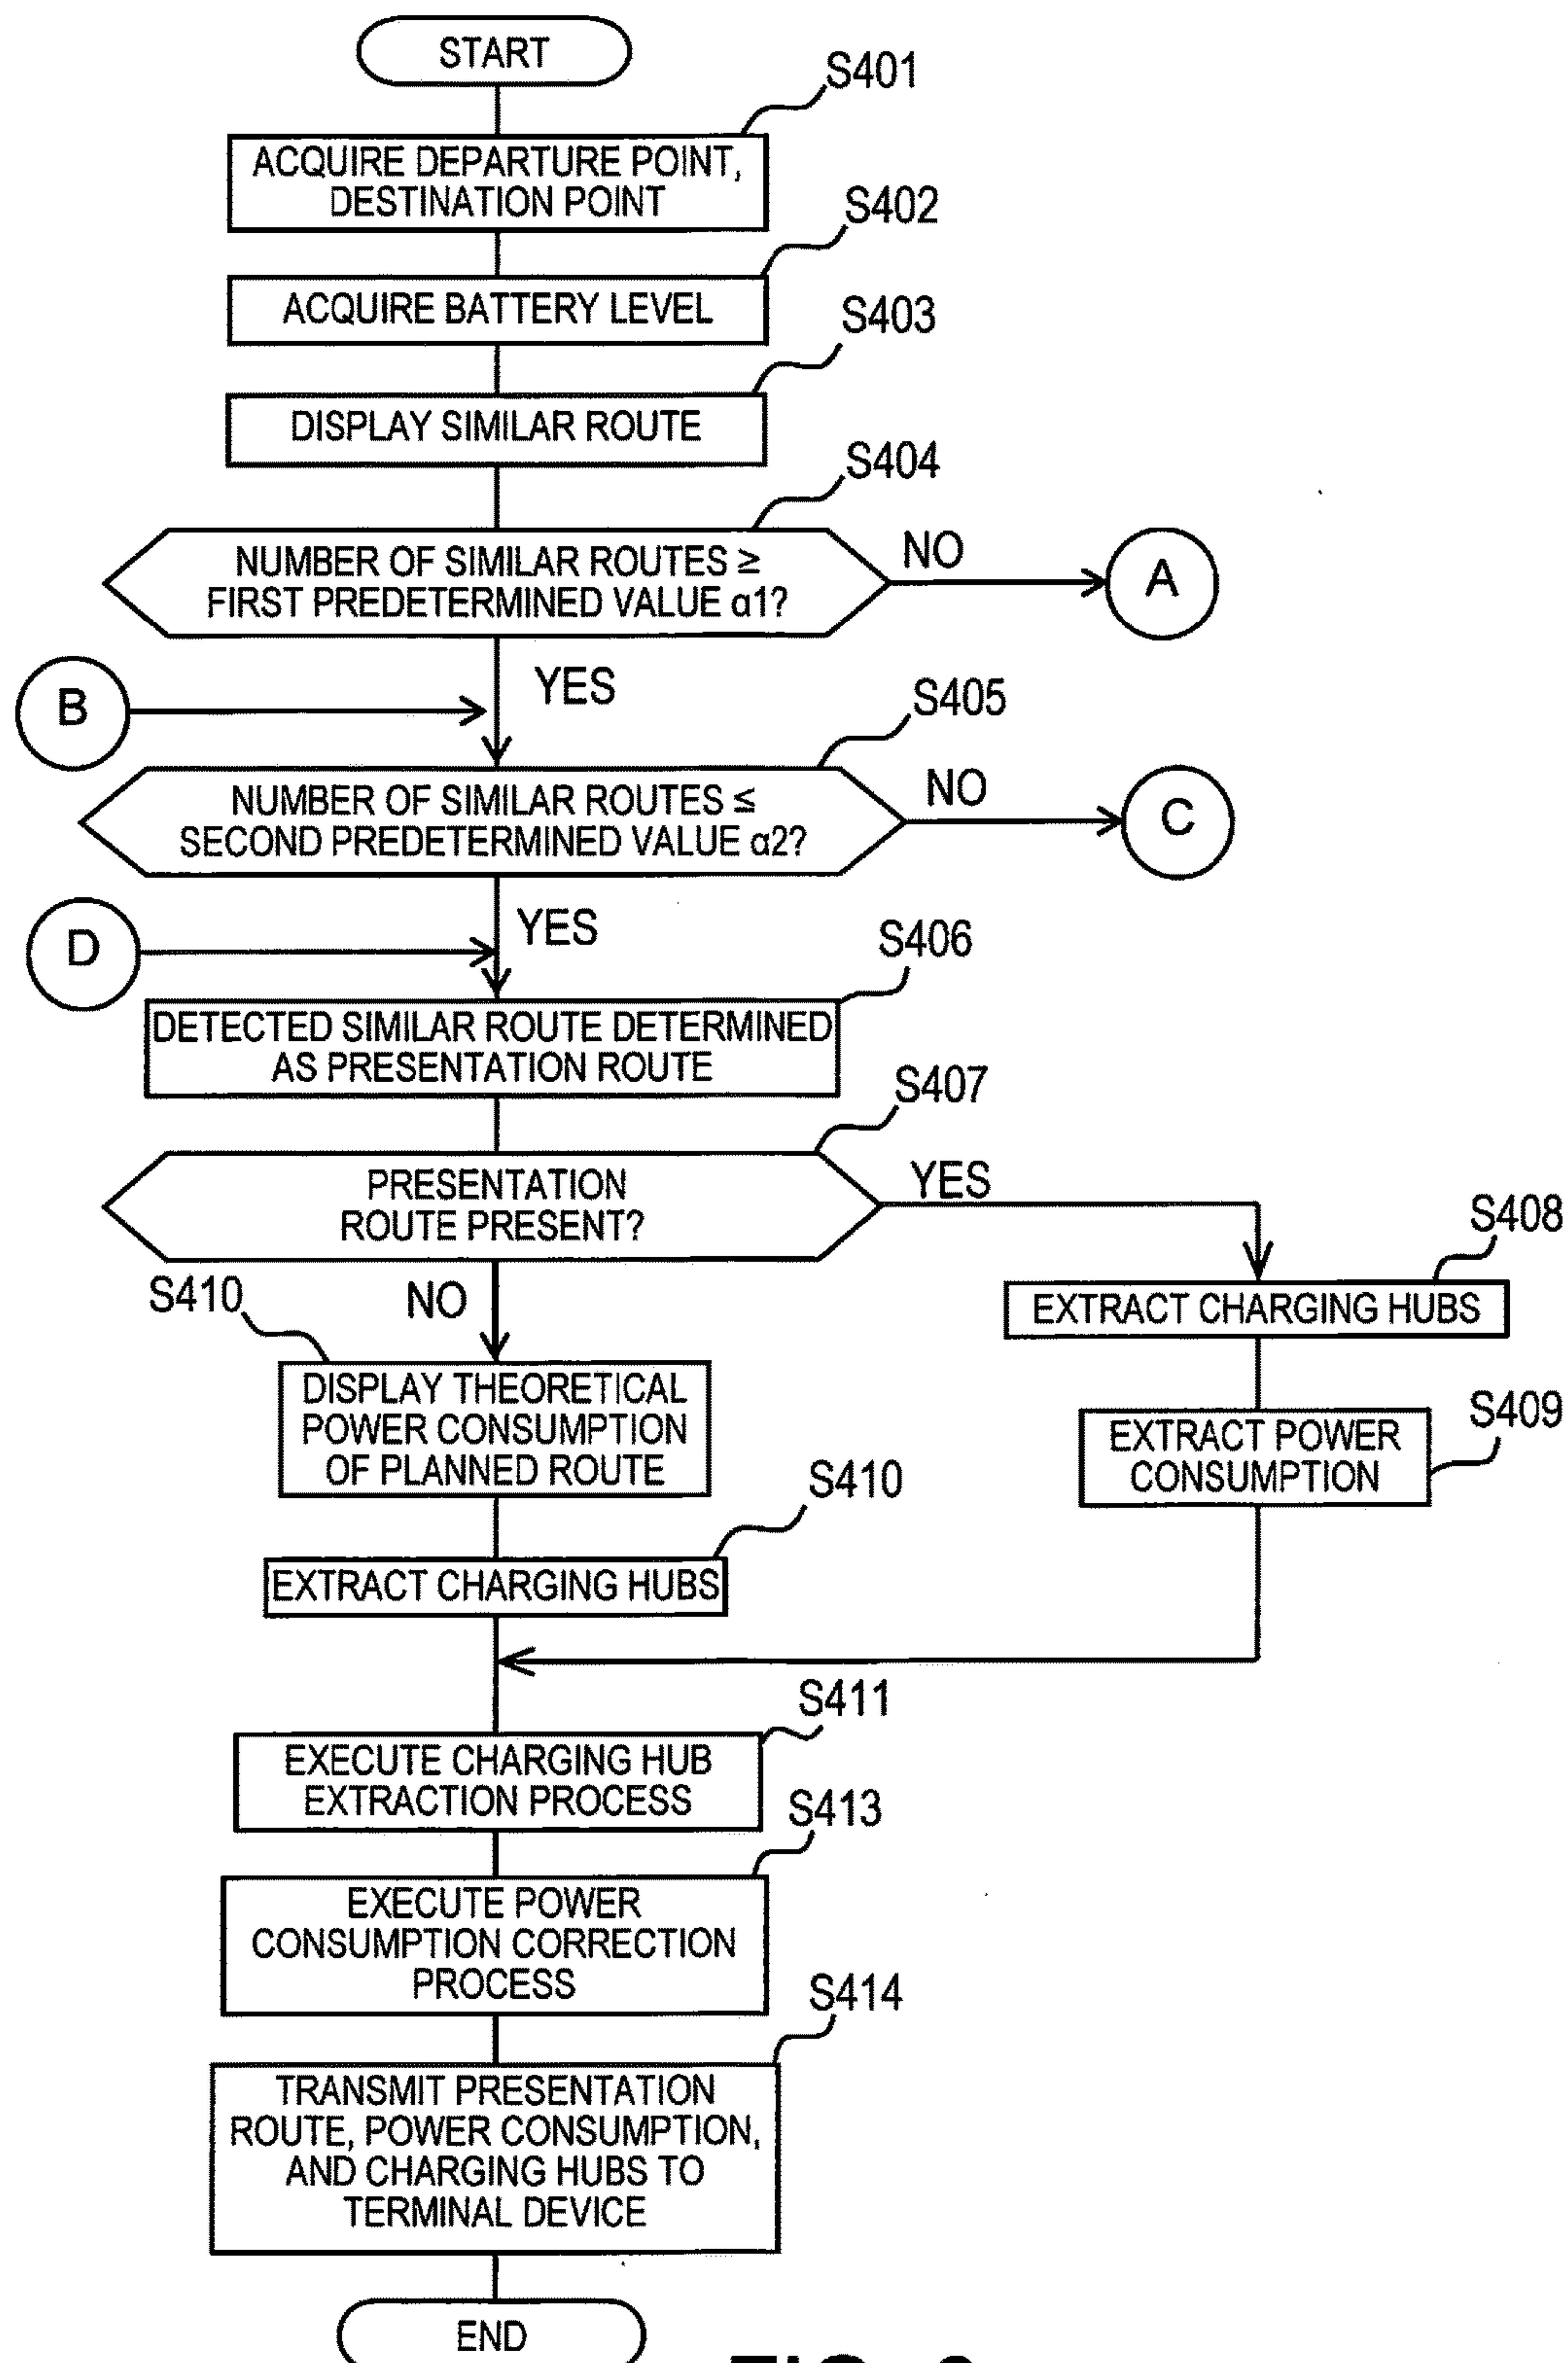 START
S401
ACQUIRE DEPARTURE POINT,
DESTINATION POINT
S402
ACQUIRE BATTERY LEVEL
S403
DISPLAY SIMILAR ROUTE
S404
NUMBER OF SIMILAR ROUTES ≥
FIRST PREDETERMINED VALUE α1?
NO
A
YES
B
S405
NUMBER OF SIMILAR ROUTES ≤
SECOND PREDETERMINED VALUE α2?
NO
C
YES
D
S406
DETECTED SIMILAR ROUTE DETERMINED
AS PRESENTATION ROUTE
S407
PRESENTATION
ROUTE PRESENT?
YES
S408
EXTRACT CHARGING HUBS
S409
EXTRACT POWER
CONSUMPTION
NO
S410
DISPLAY THEORETICAL
POWER CONSUMPTION
OF PLANNED ROUTE
S410
EXTRACT CHARGING HUBS
S411
EXECUTE CHARGING HUB
EXTRACTION PROCESS
S413
EXECUTE POWER
CONSUMPTION CORRECTION
PROCESS
S414
TRANSMIT PRESENTATION
ROUTE, POWER CONSUMPTION,
AND CHARGING HUBS TO
TERMINAL DEVICE
END